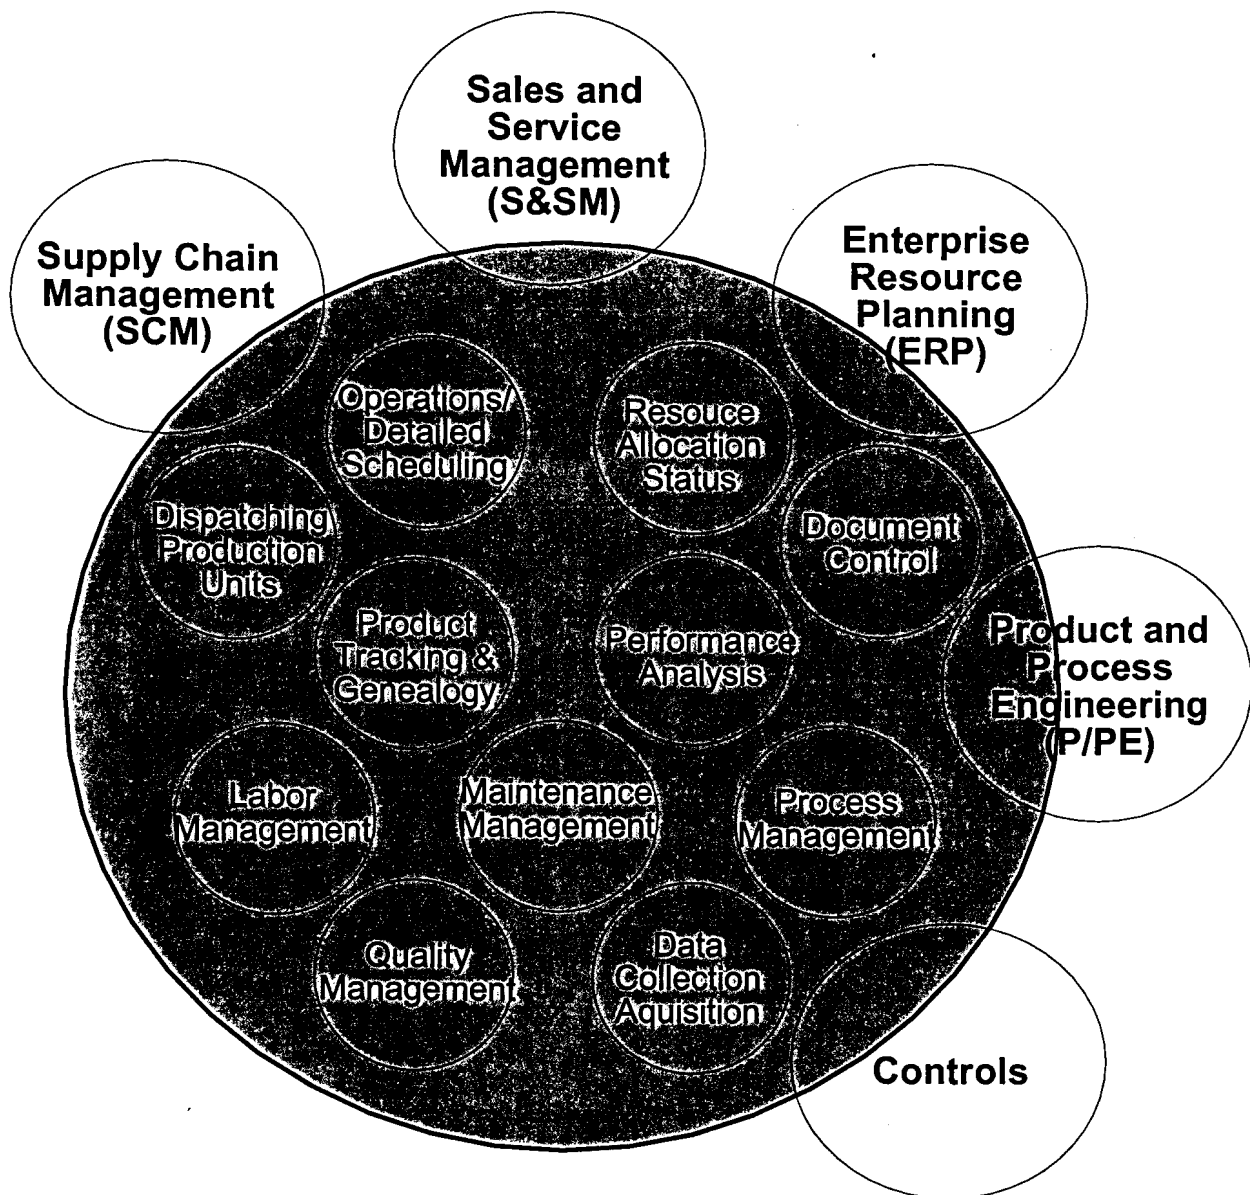 Sales and
Service
Management
(S&SM)
Supply Chain
Management
(SCM)
Enterprise
Resource
Planning
(ERP)
Operations/
Detailed
Scheduling
Resouce
Allocation
Status
Dispatching
Production
Units
Document
Control
Product
Tracking &
Genealogy
Performance
Analysis
Product and
Process
Engineering
(P/PE)
Labor
Management
Maintenance
Management
Process
Management
Quality
Management
Data
Collection
Aquisition
Controls